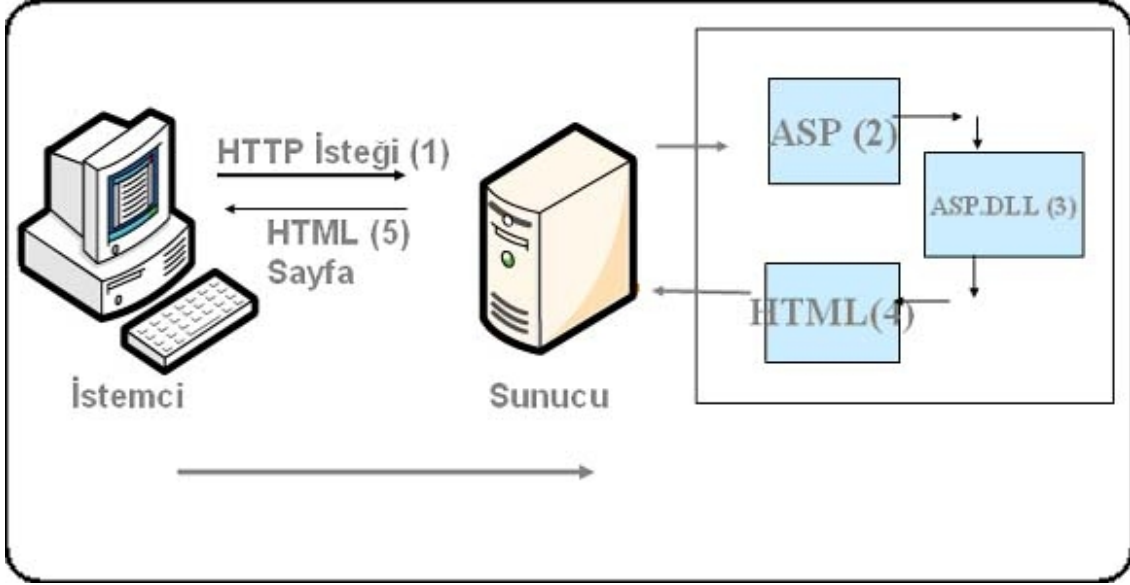 HTTP İsteği (1)
HTML (5)
Sayfa
İstemci
Sunucu
ASP (2)
ASP.DLL (3)
HTML(4)